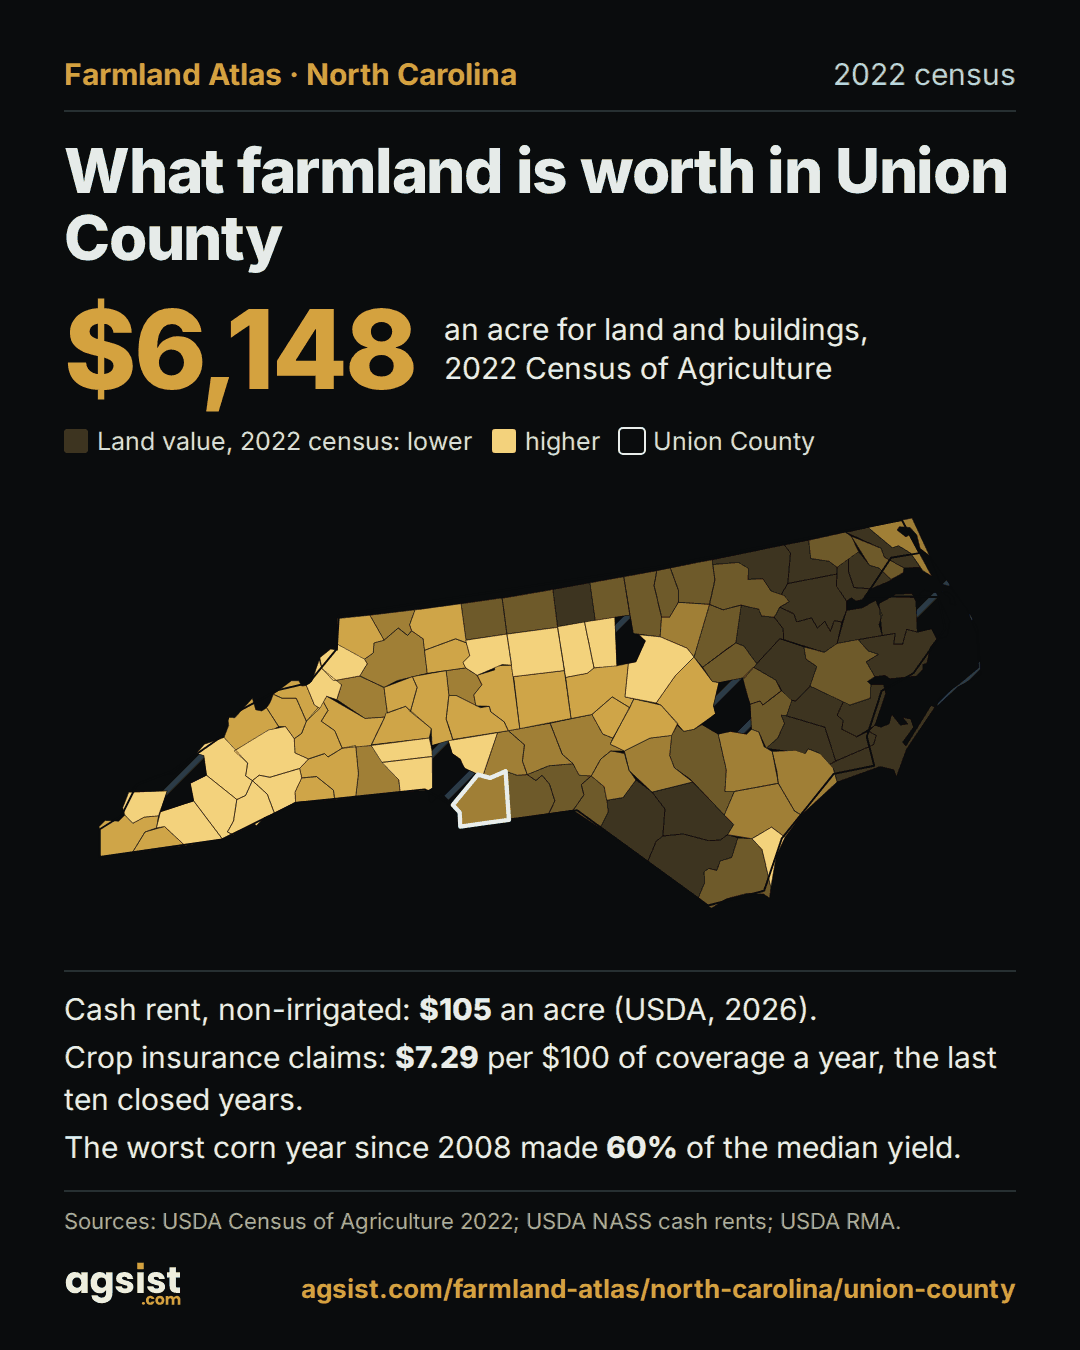 Farmland Atlas · North Carolina
2022 census
What farmland is worth in Union
County
$6,148
an acre for land and buildings,
2022 Census of Agriculture
Land value, 2022 census: lower
higher
Union County
Cash rent, non-irrigated: $105 an acre (USDA, 2026).
Crop insurance claims: $7.29 per $100 of coverage a year, the last
ten closed years.
The worst corn year since 2008 made 60% of the median yield.
Sources: USDA Census of Agriculture 2022; USDA NASS cash rents; USDA RMA.
agsist
.com
agsist.com/farmland-atlas/north-carolina/union-county